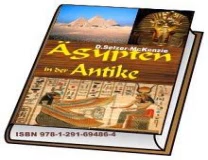 D.Selzer-McKenzie
Ägypten
in der
Antike
ISBN 978-1-291-69486-4